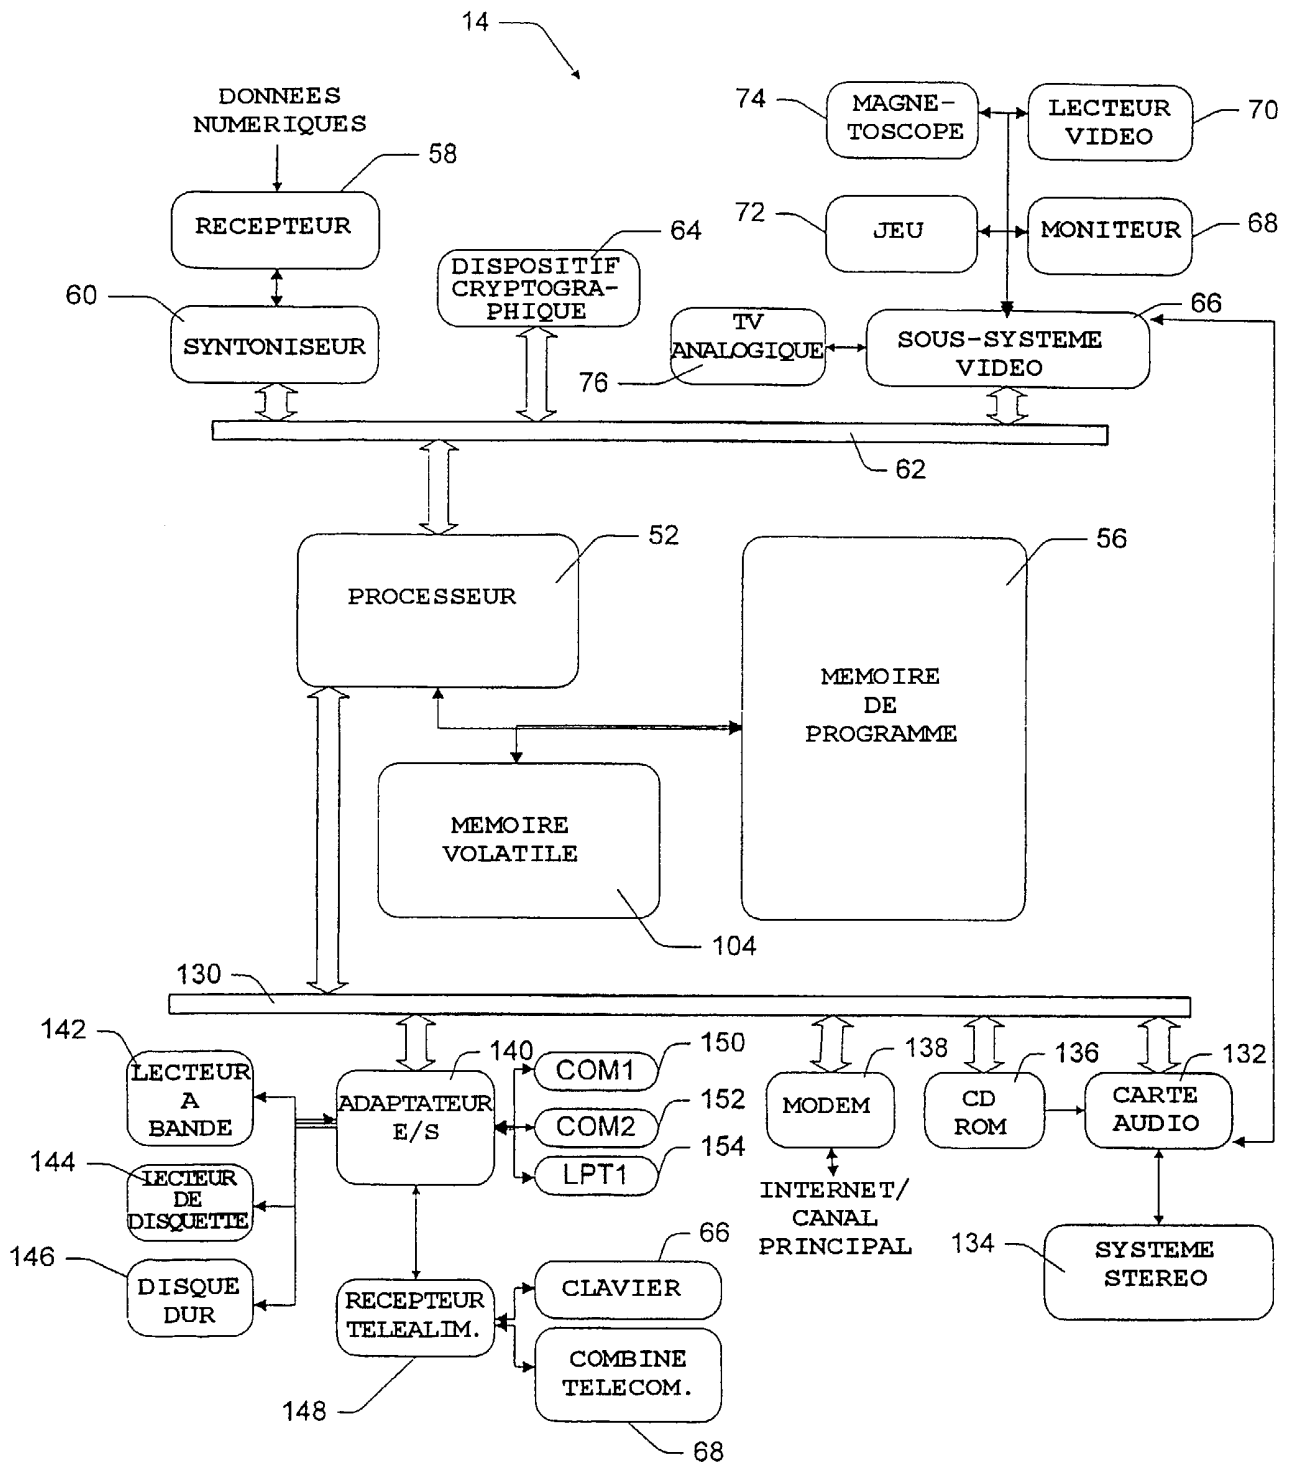 14
DONNEES
NUMERIQUES
58
RECEPTEUR
60
SYNTONISEUR
64
DISPOSITIF
CRYPTOGRA-
PHIQUE
74
MAGNE-
TOSCOPE
LECTEUR
VIDEO
70
72
JEU
MONITEUR
68
TV
ANALOGIQUE
76
66
SOUS-SYSTEME
VIDEO
62
52
PROCESSEUR
56
MEMOIRE
DE
PROGRAMME
MEMOIRE
VOLATILE
104
130
142
LECTEUR
A
BANDE
144
LECTEUR
DE
DISQUETTE
146
DISQUE
DUR
140
ADAPTATEUR
E/S
150
COM1
152
COM2
154
LPT1
138
MODEM
INTERNET/
CANAL
PRINCIPAL
136
CD
ROM
132
CARTE
AUDIO
134
SYSTEME
STEREO
RECEPTEUR
TELEALIM.
148
66
CLAVIER
COMBINE
TELECOM.
68